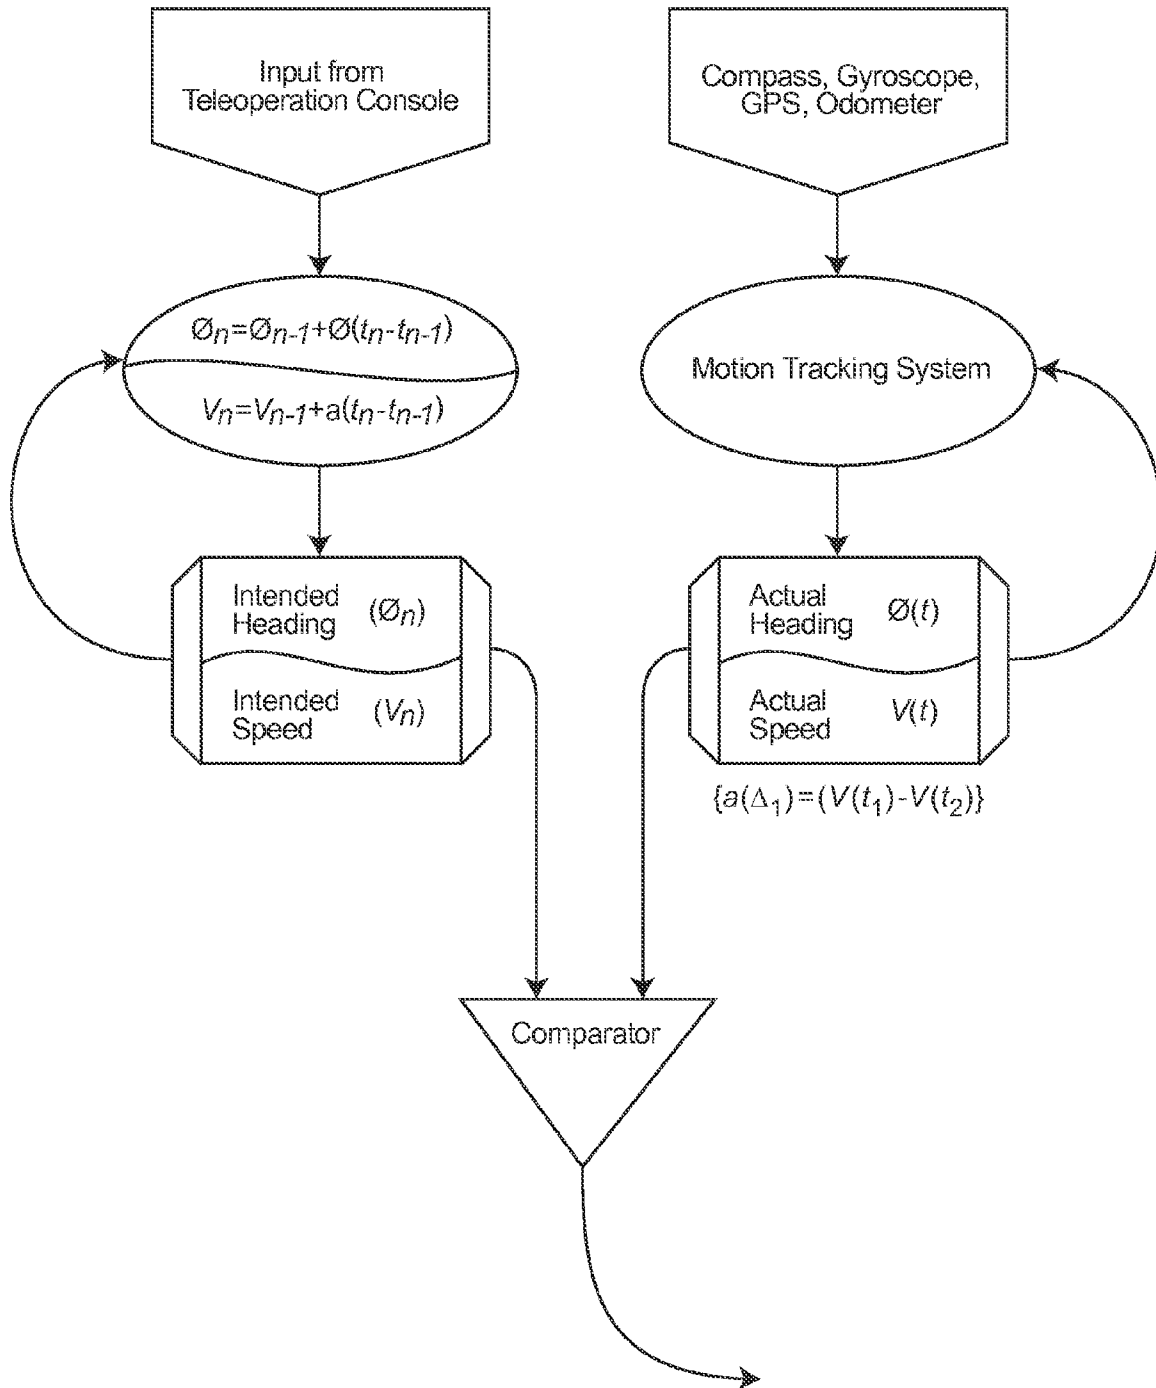 Input from
Teleoperation Console
Compass, Gyroscope,
GPS, Odometer
Øn=Øn-1+Ø(tn-tn-1)
Vn=Vn-1+a(tn-tn-1)
Motion Tracking System
Intended
Heading (Øn)
Intended
Speed (Vn)
Actual
Heading Ø(t)
Actual
Speed V(t)
{a(Δ1)=(V(t1)-V(t2)}
Comparator